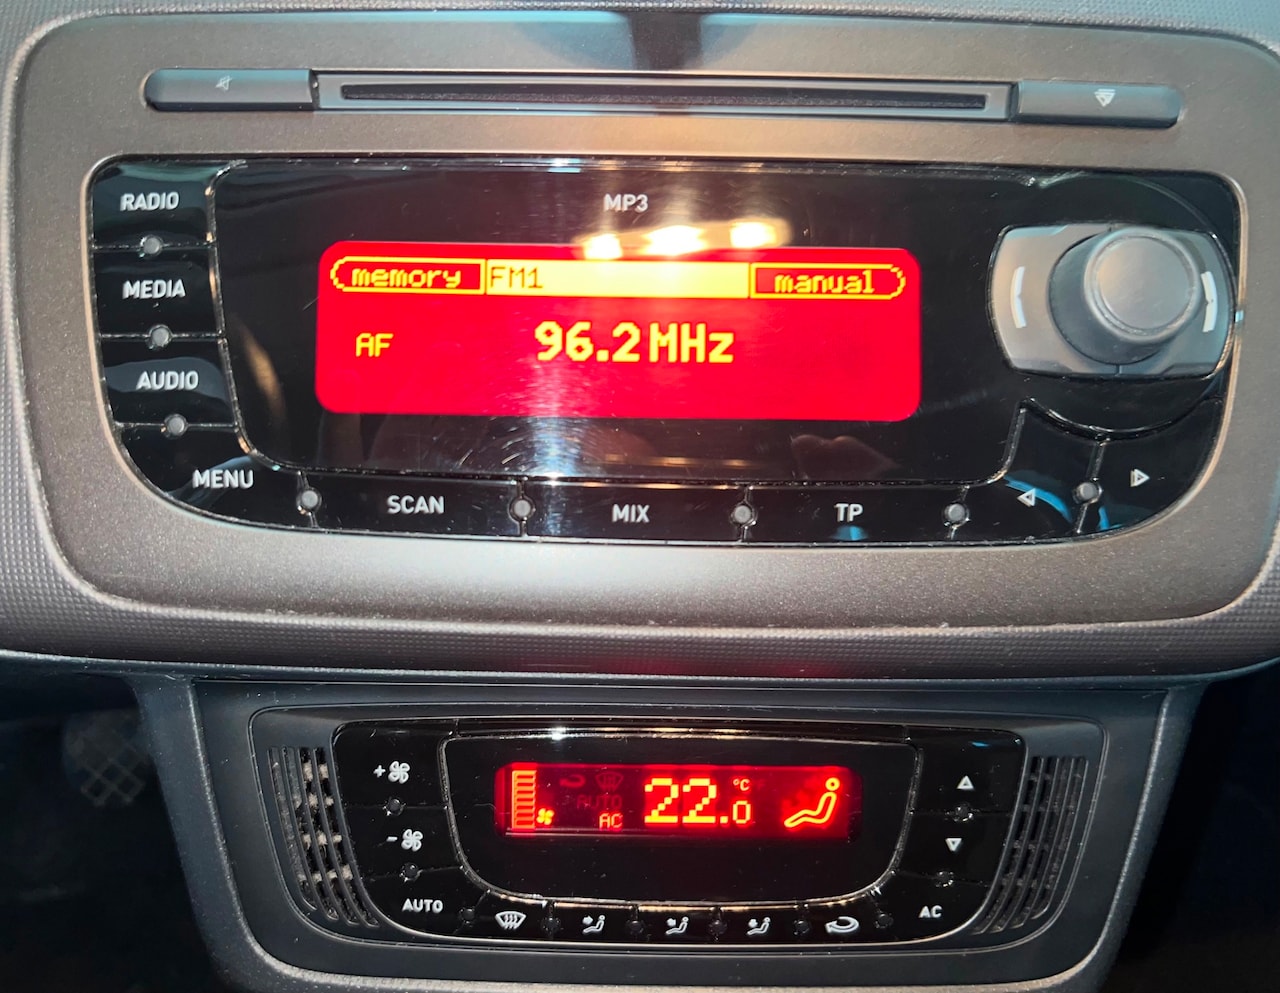 RADIO
MP3
memory FM1 manual
MEDIA
AF 96.2 MHz
AUDIO
MENU
SCAN
MIX
TP
22.0 °C
AUTO
AC
AUTO
AC